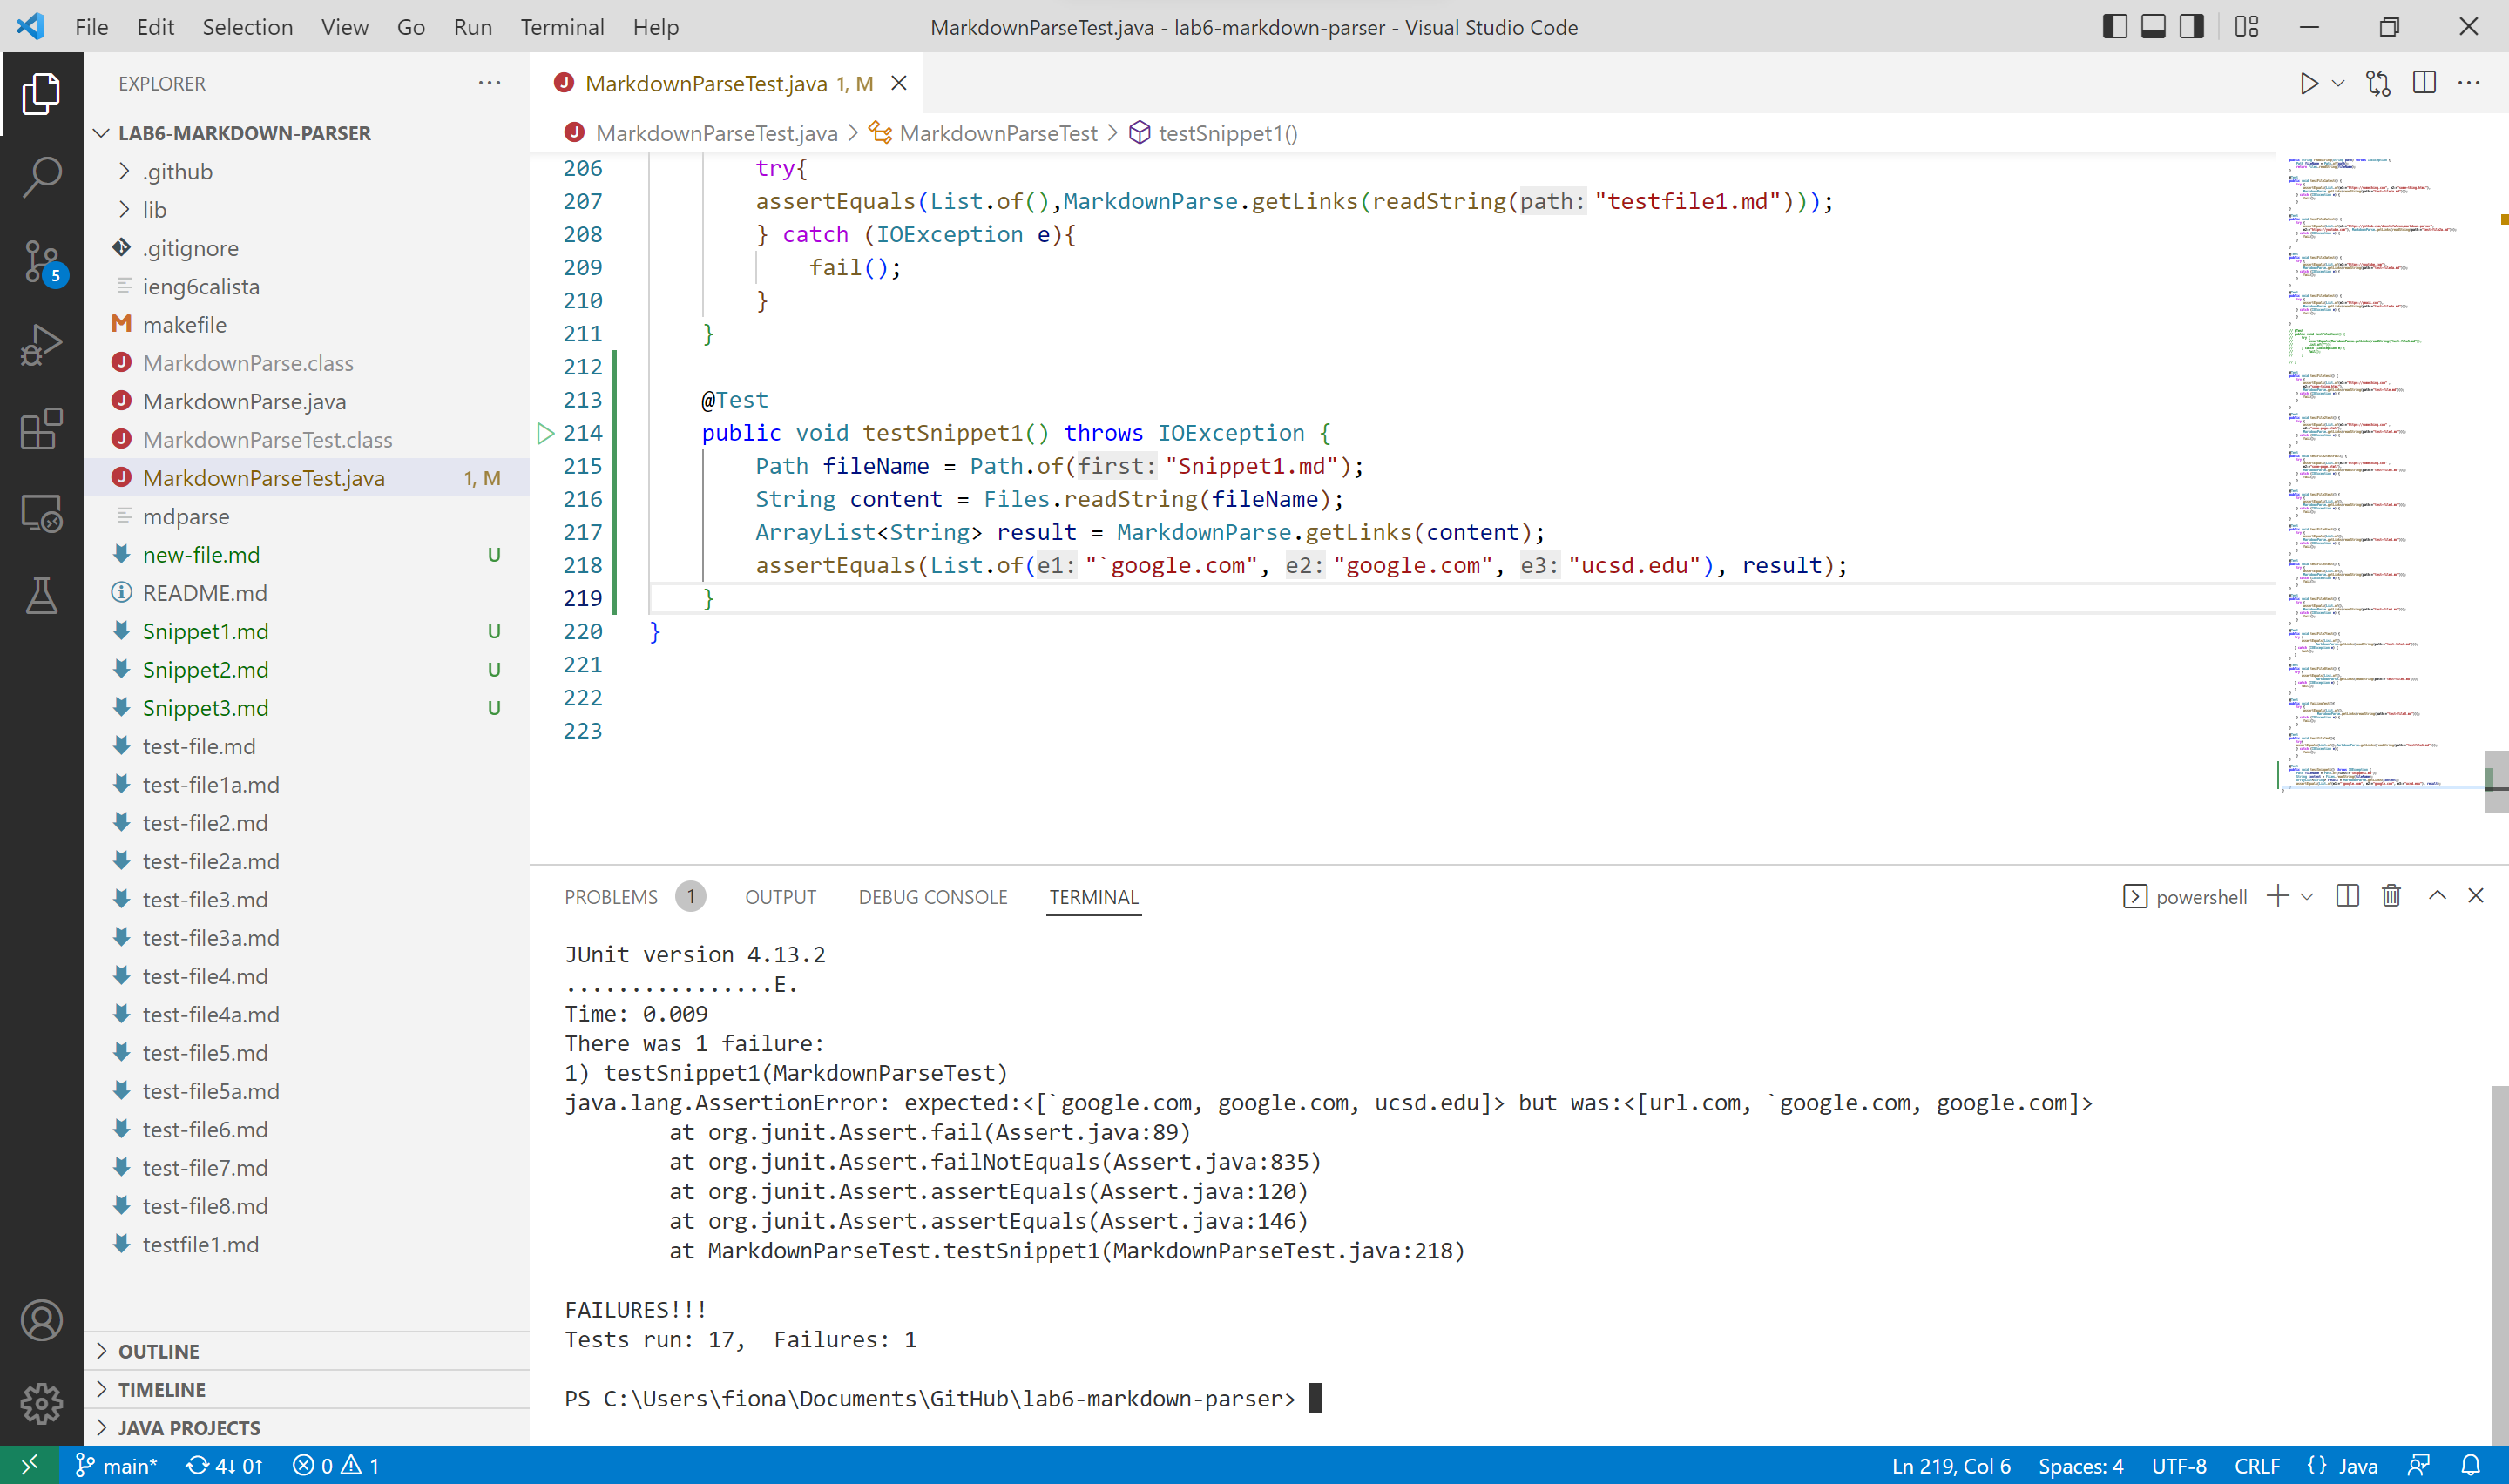 File Edit Selection View Go Run Terminal Help
MarkdownParseTest.java - lab6-markdown-parser - Visual Studio Code
EXPLORER
LAB6-MARKDOWN-PARSER
.github
lib
.gitignore
ieng6calista
makefile
MarkdownParse.class
MarkdownParse.java
MarkdownParseTest.class
MarkdownParseTest.java 1, M
mdparse
new-file.md U
README.md
Snippet1.md U
Snippet2.md U
Snippet3.md U
test-file.md
test-file1a.md
test-file2.md
test-file2a.md
test-file3.md
test-file3a.md
test-file4.md
test-file4a.md
test-file5.md
test-file5a.md
test-file6.md
test-file7.md
test-file8.md
testfile1.md
OUTLINE
TIMELINE
JAVA PROJECTS
5
MarkdownParseTest.java 1, M
MarkdownParseTest.java > MarkdownParseTest > testSnippet1()
206 try{
207 assertEquals(List.of(),MarkdownParse.getLinks(readString(path: "testfile1.md")));
208 } catch (IOException e){
209 fail();
210 }
211 }
212
213 @Test
214 public void testSnippet1() throws IOException {
215 Path fileName = Path.of(first: "Snippet1.md");
216 String content = Files.readString(fileName);
217 ArrayList<String> result = MarkdownParse.getLinks(content);
218 assertEquals(List.of(e1: "`google.com", e2: "google.com", e3: "ucsd.edu"), result);
219 }
220 }
221
222
223
PROBLEMS 1 OUTPUT DEBUG CONSOLE TERMINAL
powershell
JUnit version 4.13.2
................E.
Time: 0.009
There was 1 failure:
1) testSnippet1(MarkdownParseTest)
java.lang.AssertionError: expected:<[`google.com, google.com, ucsd.edu]> but was:<[url.com, `google.com, google.com]>
at org.junit.Assert.fail(Assert.java:89)
at org.junit.Assert.failNotEquals(Assert.java:835)
at org.junit.Assert.assertEquals(Assert.java:120)
at org.junit.Assert.assertEquals(Assert.java:146)
at MarkdownParseTest.testSnippet1(MarkdownParseTest.java:218)
FAILURES!!!
Tests run: 17,  Failures: 1
PS C:\Users\fiona\Documents\GitHub\lab6-markdown-parser>
main* 4↓ 0↑ 0 1
Ln 219, Col 6 Spaces: 4 UTF-8 CRLF {} Java